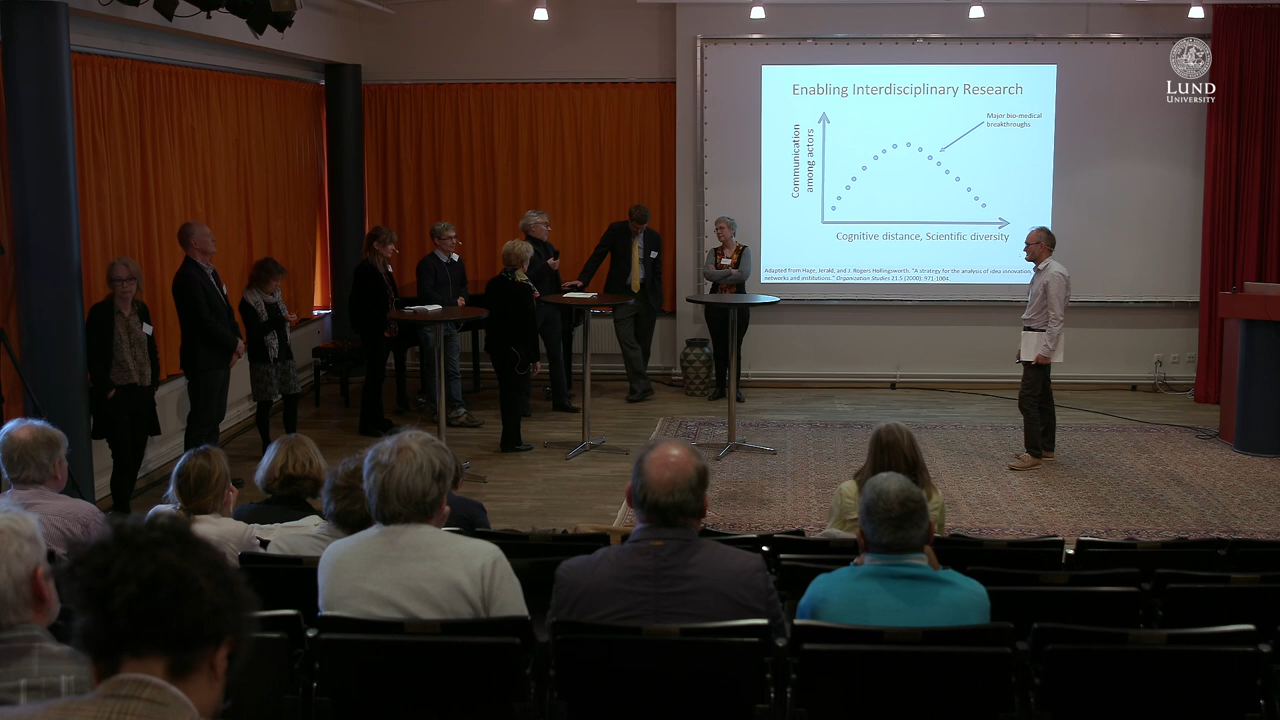 LUND
UNIVERSITY
Enabling Interdisciplinary Research
Major bio-medical
breakthroughs
Communication
among actors
Cognitive distance, Scientific diversity
Adapted from Hage, Jerald, and J. Rogers Hollingsworth. "A strategy for the analysis of idea innovation
networks and institutions." Organization Studies 21.5 (2000): 971-1004.